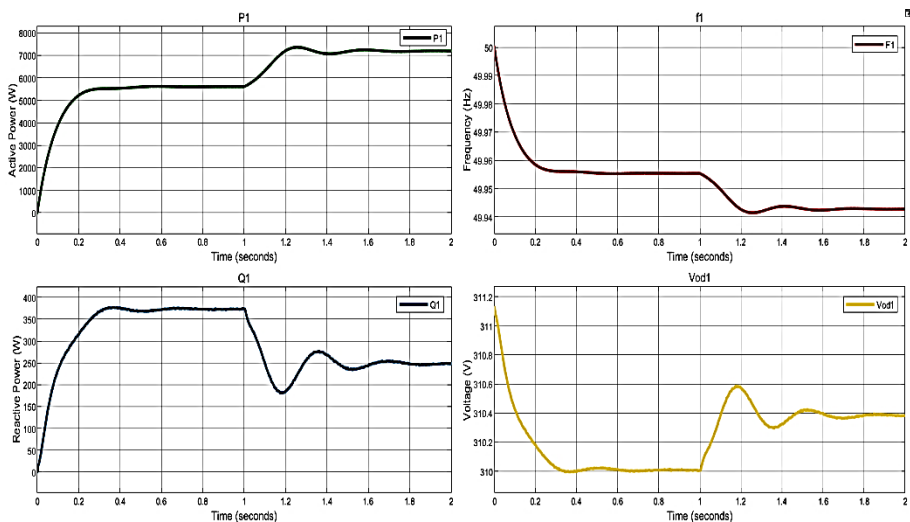 P1
8000
7000
6000
5000
4000
3000
2000
1000
0
Active Power (W)
P1
0 0.2 0.4 0.6 0.8 1 1.2 1.4 1.6 1.8 2
Time (seconds)
f1
50
49.99
49.98
49.97
49.96
49.95
49.94
Frequency (Hz)
F1
0 0.2 0.4 0.6 0.8 1 1.2 1.4 1.6 1.8 2
Time (seconds)
Q1
400
350
300
250
200
150
100
50
0
Reactive Power (W)
Q1
0 0.2 0.4 0.6 0.8 1 1.2 1.4 1.6 1.8 2
Time (seconds)
Vod1
311.2
311
310.8
310.6
310.4
310.2
310
Voltage (V)
Vod1
0 0.2 0.4 0.6 0.8 1 1.2 1.4 1.6 1.8 2
Time (seconds)